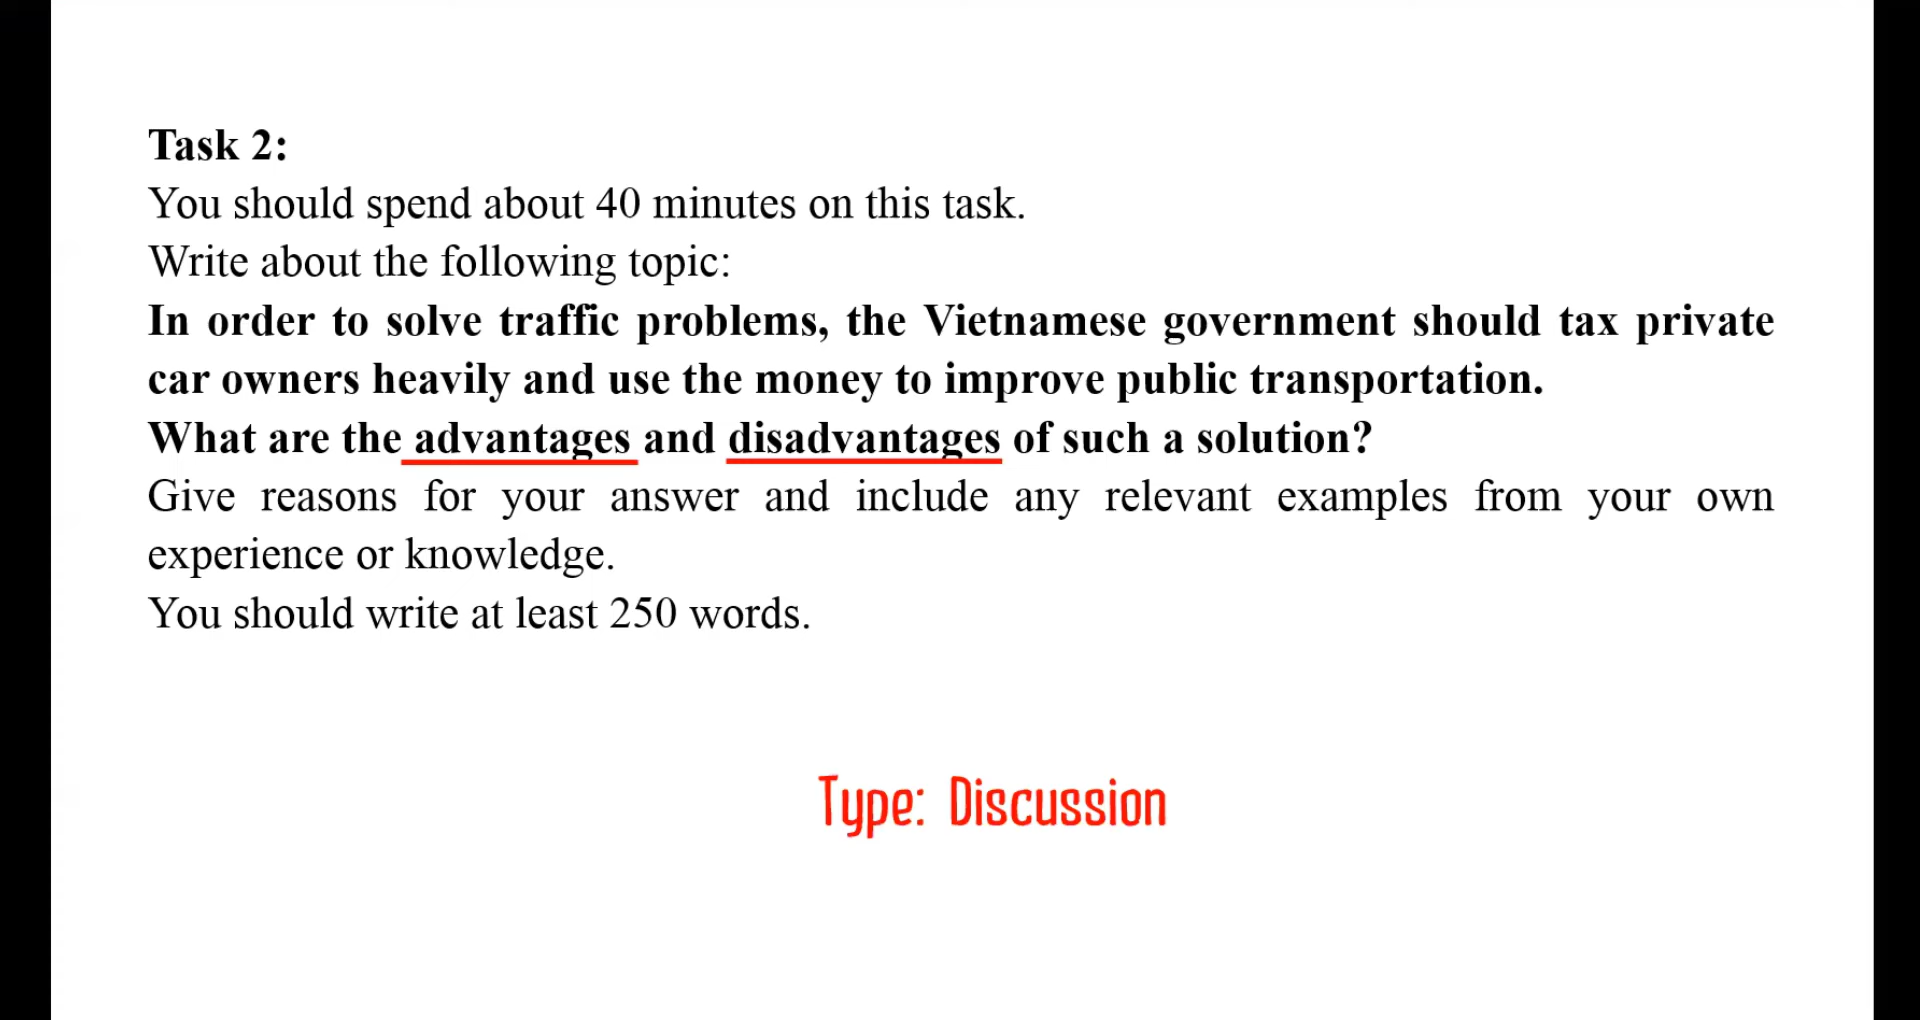 Task 2:
You should spend about 40 minutes on this task.
Write about the following topic:
In order to solve traffic problems, the Vietnamese government should tax private
car owners heavily and use the money to improve public transportation.
What are the advantages and disadvantages of such a solution?
Give reasons for your answer and include any relevant examples from your own
experience or knowledge.
You should write at least 250 words.
Type: Discussion